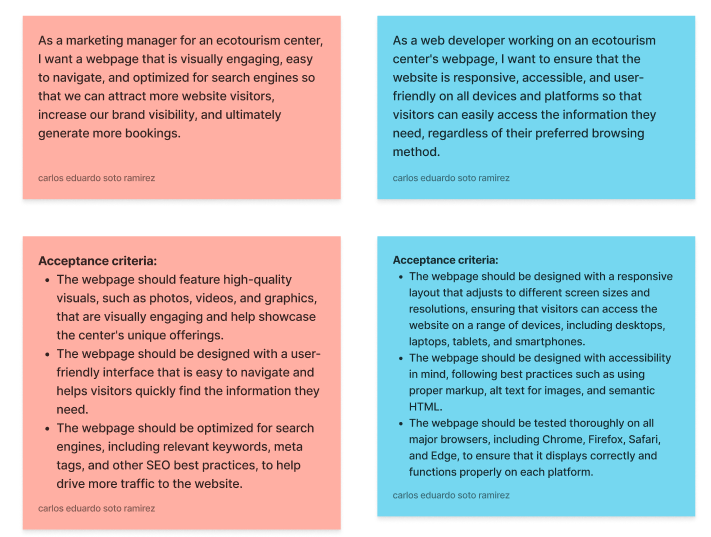 As a marketing manager for an ecotourism center,
I want a webpage that is visually engaging, easy
to navigate, and optimized for search engines so
that we can attract more website visitors,
increase our brand visibility, and ultimately
generate more bookings.
carlos eduardo soto ramirez
As a web developer working on an ecotourism
center's webpage, I want to ensure that the
website is responsive, accessible, and user-
friendly on all devices and platforms so that
visitors can easily access the information they
need, regardless of their preferred browsing
method.
carlos eduardo soto ramirez
Acceptance criteria:
• The webpage should feature high-quality
visuals, such as photos, videos, and graphics,
that are visually engaging and help showcase
the center's unique offerings.
• The webpage should be designed with a user-
friendly interface that is easy to navigate and
helps visitors quickly find the information they
need.
• The webpage should be optimized for search
engines, including relevant keywords, meta
tags, and other SEO best practices, to help
drive more traffic to the website.
carlos eduardo soto ramirez
Acceptance criteria:
• The webpage should be designed with a responsive
layout that adjusts to different screen sizes and
resolutions, ensuring that visitors can access the
website on a range of devices, including desktops,
laptops, tablets, and smartphones.
• The webpage should be designed with accessibility
in mind, following best practices such as using
proper markup, alt text for images, and semantic
HTML.
• The webpage should be tested thoroughly on all
major browsers, including Chrome, Firefox, Safari,
and Edge, to ensure that it displays correctly and
functions properly on each platform.
carlos eduardo soto ramirez